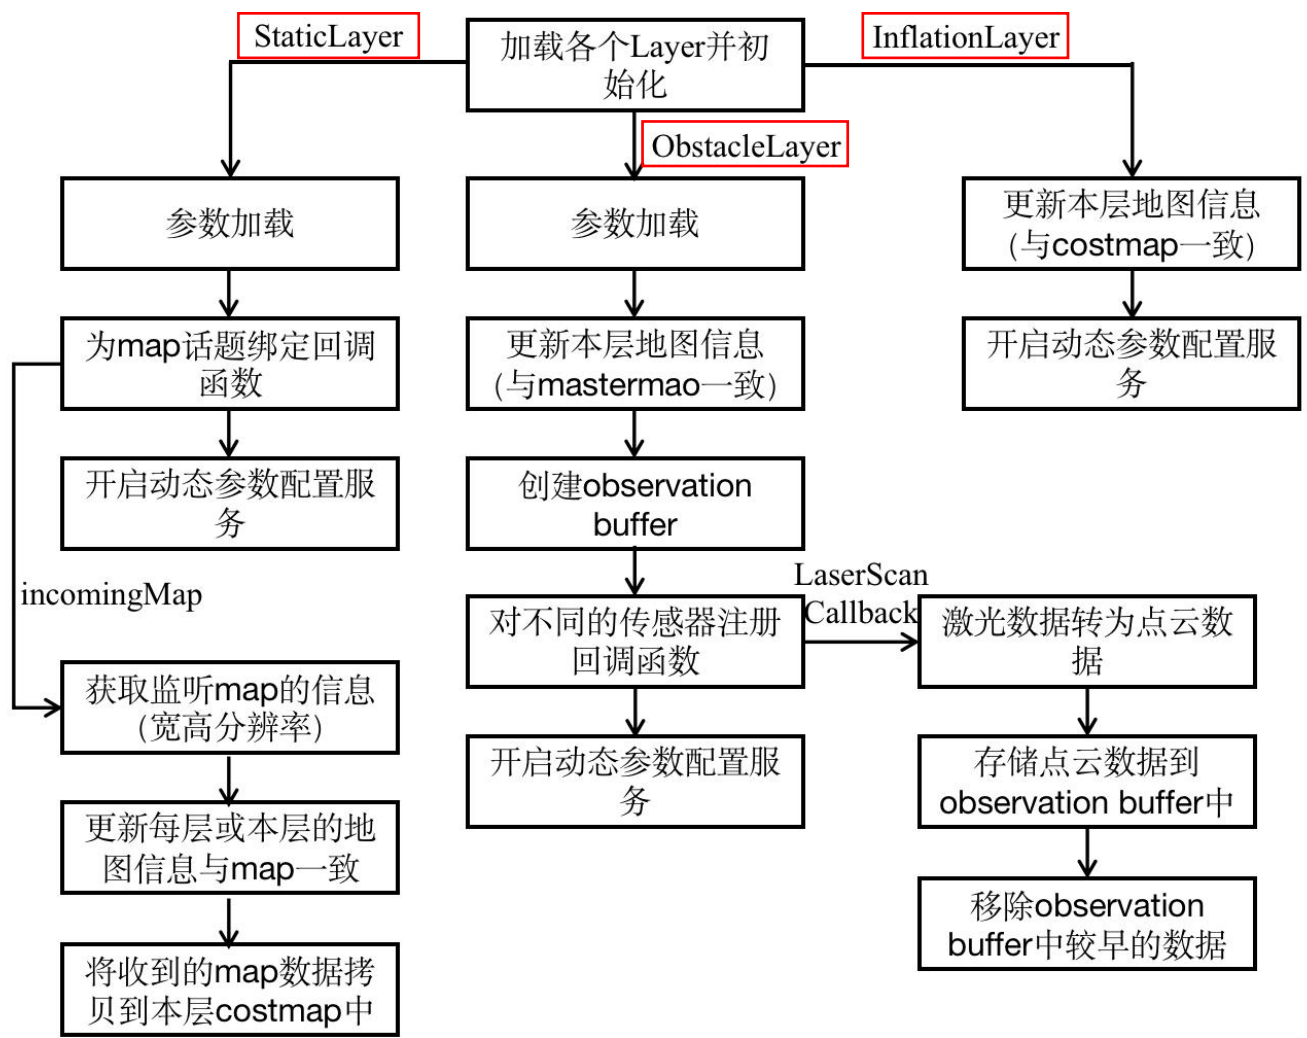 StaticLayer
加载各个Layer并初
始化
InflationLayer
ObstacleLayer
参数加载
为map话题绑定回调
函数
开启动态参数配置服
务
incomingMap
获取监听map的信息
（宽高分辨率）
更新每层或本层的地
图信息与map一致
将收到的map数据拷
贝到本层costmap中
参数加载
更新本层地图信息
（与mastermao一致）
创建observation
buffer
对不同的传感器注册
回调函数
开启动态参数配置服
务
LaserScan
Callback
激光数据转为点云数
据
存储点云数据到
observation buffer中
移除observation
buffer中较早的数据
更新本层地图信息
（与costmap一致）
开启动态参数配置服
务